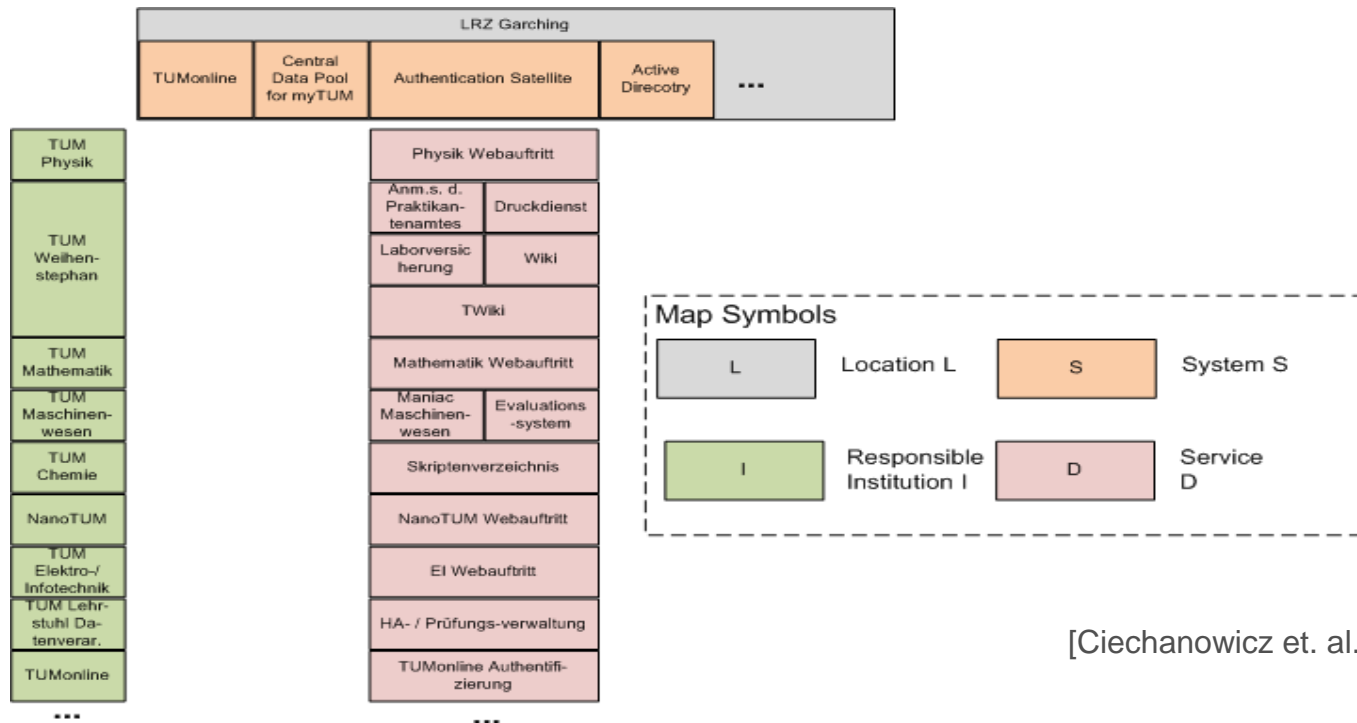 LRZ Garching
TUMonline
Central
Data Pool
for myTUM
Authentication Satellite
Active
Direcotry
...
TUM
Physik
Physik Webauftritt
TUM
Weihen-
stephan
Anm.s. d.
Praktikan-
tenamtes
Druckdienst
Laborversic
herung
Wiki
TWiki
TUM
Mathematik
Mathematik Webauftritt
TUM
Maschinen-
wesen
Maniac
Maschinen-
wesen
Evaluations
-system
TUM
Chemie
Skriptenverzeichnis
NanoTUM
NanoTUM Webauftritt
TUM
Elektro-/
Infotechnik
EI Webauftritt
TUM Lehr-
stuhl Da-
tenverar.
HA- / Prüfungs-verwaltung
TUMonline
TUMonline Authentifi-
zierung
...
...
Map Symbols
L
Location L
S
System S
I
Responsible
Institution I
D
Service
D
[Ciechanowicz et. al.